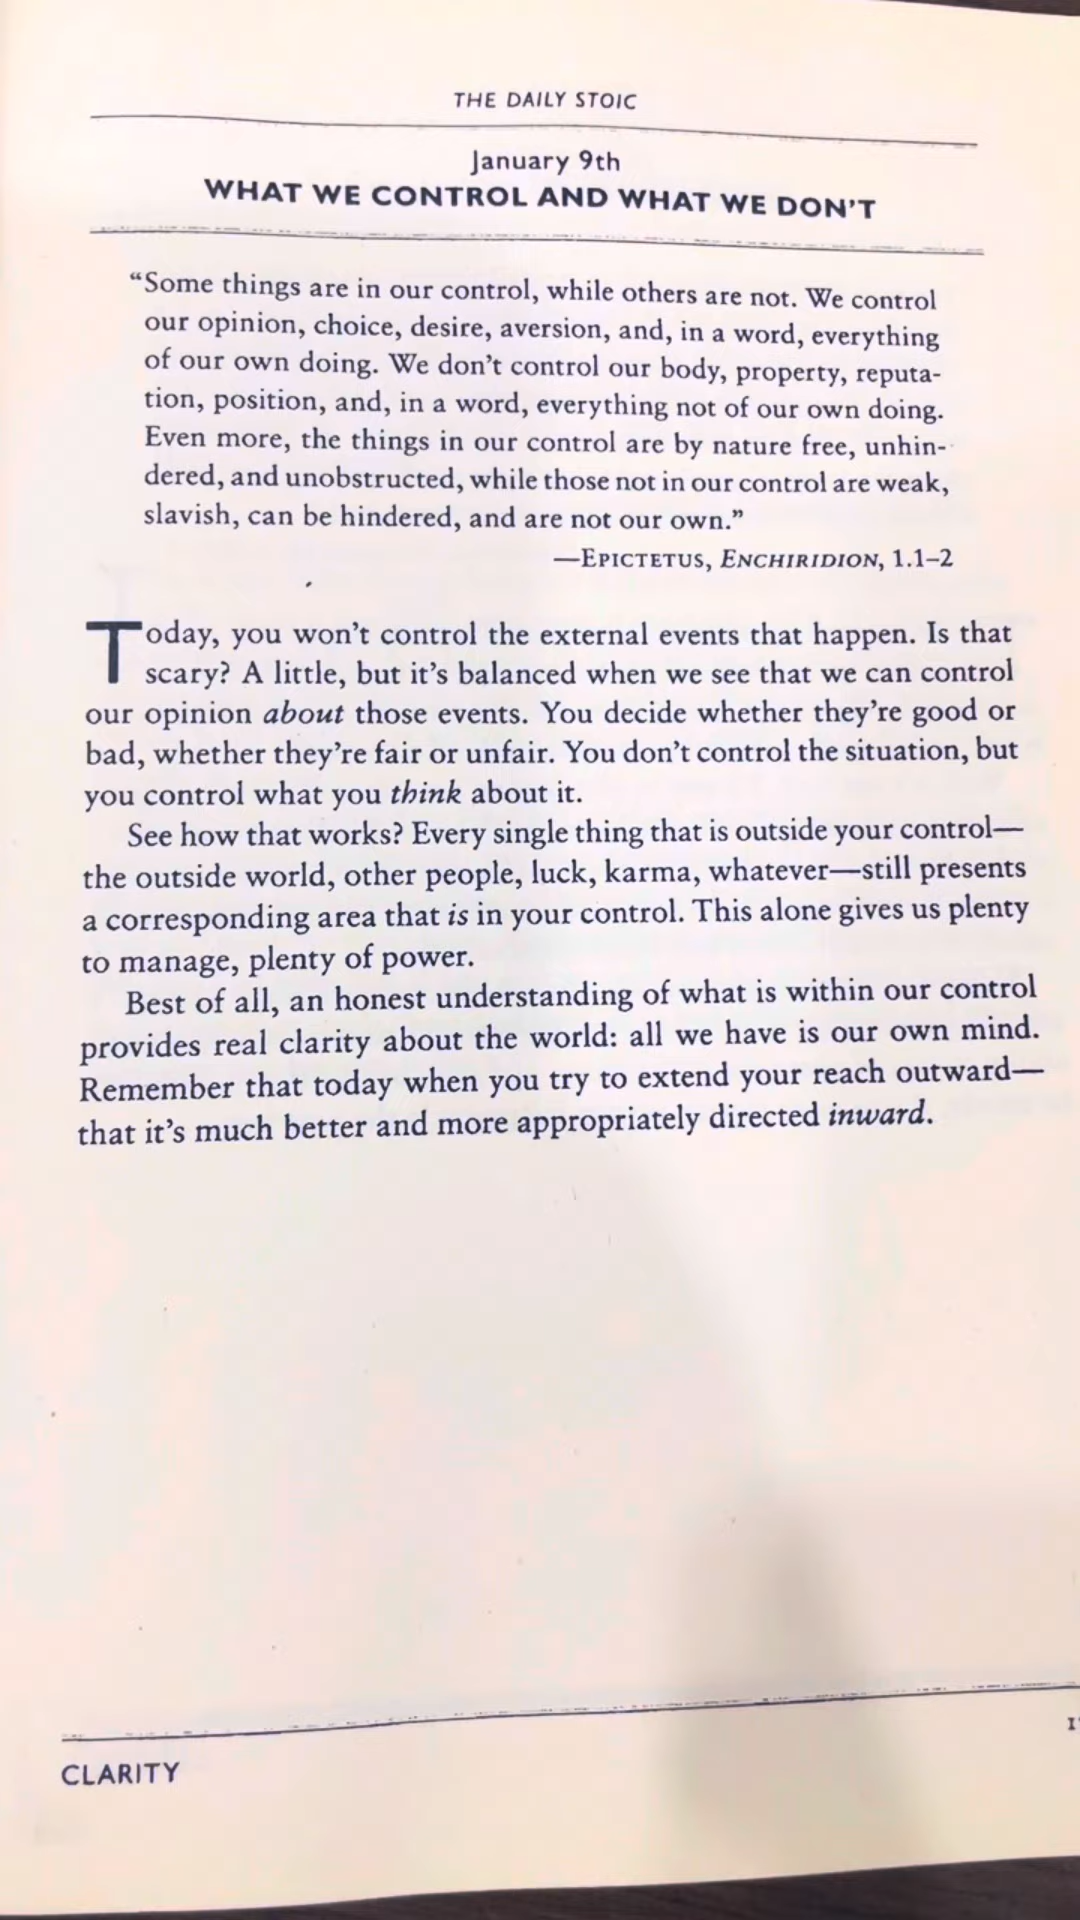 THE DAILY STOIC
January 9th
WHAT WE CONTROL AND WHAT WE DON'T
“Some things are in our control, while others are not. We control
our opinion, choice, desire, aversion, and, in a word, everything
of our own doing. We don't control our body, property, reputa-
tion, position, and, in a word, everything not of our own doing.
Even more, the things in our control are by nature free, unhin-
dered, and unobstructed, while those not in our control are weak,
slavish, can be hindered, and are not our own.”
—EPICTETUS, ENCHIRIDION, 1.1–2
Today, you won't control the external events that happen. Is that
scary? A little, but it's balanced when we see that we can control
our opinion about those events. You decide whether they're good or
bad, whether they're fair or unfair. You don't control the situation, but
you control what you think about it.
See how that works? Every single thing that is outside your control—
the outside world, other people, luck, karma, whatever—still presents
a corresponding area that is in your control. This alone gives us plenty
to manage, plenty of power.
Best of all, an honest understanding of what is within our control
provides real clarity about the world: all we have is our own mind.
Remember that today when you try to extend your reach outward—
that it's much better and more appropriately directed inward.
CLARITY